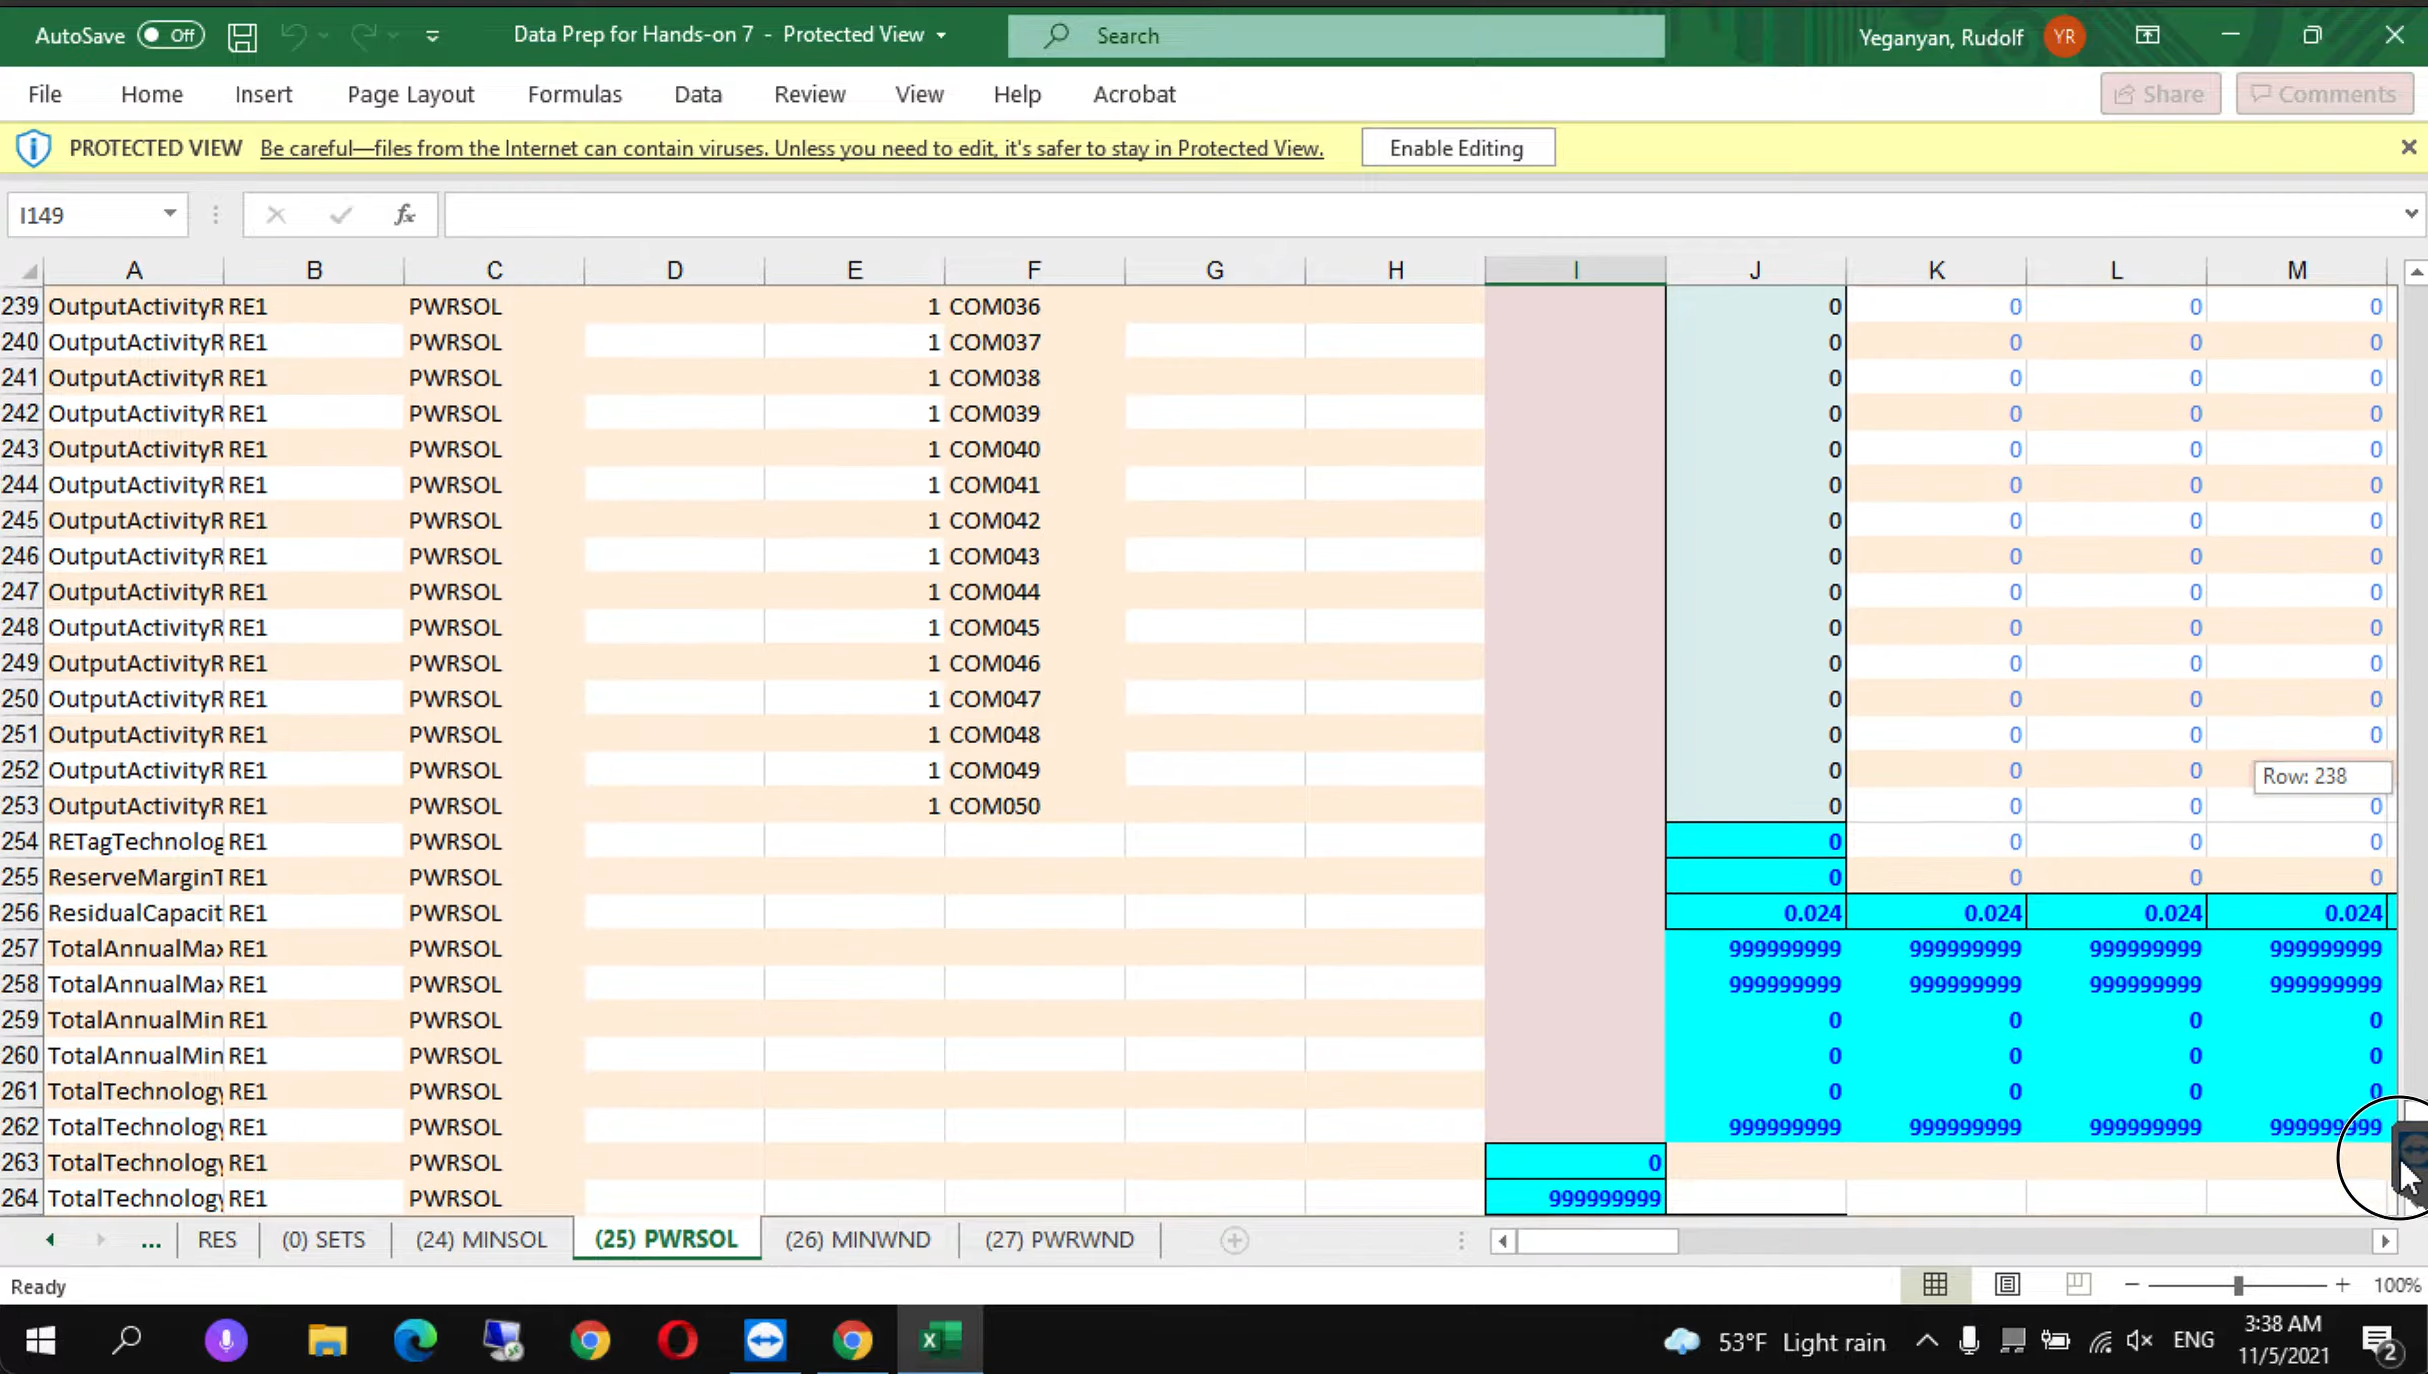 AutoSave Off Data Prep for Hands-on 7 - Protected View Search Yeganyan, Rudolf YR
File Home Insert Page Layout Formulas Data Review View Help Acrobat Share Comments
PROTECTED VIEW Be careful—files from the Internet can contain viruses. Unless you need to edit, it's safer to stay in Protected View. Enable Editing
I149 fx
A B C D E F G H I J K L M
239 OutputActivityR RE1 PWRSOL 1 COM036 0 0 0 0
240 OutputActivityR RE1 PWRSOL 1 COM037 0 0 0 0
241 OutputActivityR RE1 PWRSOL 1 COM038 0 0 0 0
242 OutputActivityR RE1 PWRSOL 1 COM039 0 0 0 0
243 OutputActivityR RE1 PWRSOL 1 COM040 0 0 0 0
244 OutputActivityR RE1 PWRSOL 1 COM041 0 0 0 0
245 OutputActivityR RE1 PWRSOL 1 COM042 0 0 0 0
246 OutputActivityR RE1 PWRSOL 1 COM043 0 0 0 0
247 OutputActivityR RE1 PWRSOL 1 COM044 0 0 0 0
248 OutputActivityR RE1 PWRSOL 1 COM045 0 0 0 0
249 OutputActivityR RE1 PWRSOL 1 COM046 0 0 0 0
250 OutputActivityR RE1 PWRSOL 1 COM047 0 0 0 0
251 OutputActivityR RE1 PWRSOL 1 COM048 0 0 0 0
252 OutputActivityR RE1 PWRSOL 1 COM049 0 0 0 Row: 238
253 OutputActivityR RE1 PWRSOL 1 COM050 0 0 0 0
254 RETagTechnolog RE1 PWRSOL 0 0 0 0
255 ReserveMarginT RE1 PWRSOL 0 0 0 0
256 ResidualCapacit RE1 PWRSOL 0.024 0.024 0.024 0.024
257 TotalAnnualMax RE1 PWRSOL 999999999 999999999 999999999 999999999
258 TotalAnnualMax RE1 PWRSOL 999999999 999999999 999999999 999999999
259 TotalAnnualMin RE1 PWRSOL 0 0 0 0
260 TotalAnnualMin RE1 PWRSOL 0 0 0 0
261 TotalTechnology RE1 PWRSOL 0 0 0 0
262 TotalTechnology RE1 PWRSOL 999999999 999999999 999999999 999999999
263 TotalTechnology RE1 PWRSOL 0
264 TotalTechnology RE1 PWRSOL 999999999
... RES (0) SETS (24) MINSOL (25) PWRSOL (26) MINWND (27) PWRWND
Ready 100%
53°F Light rain ENG 3:38 AM
11/5/2021 2